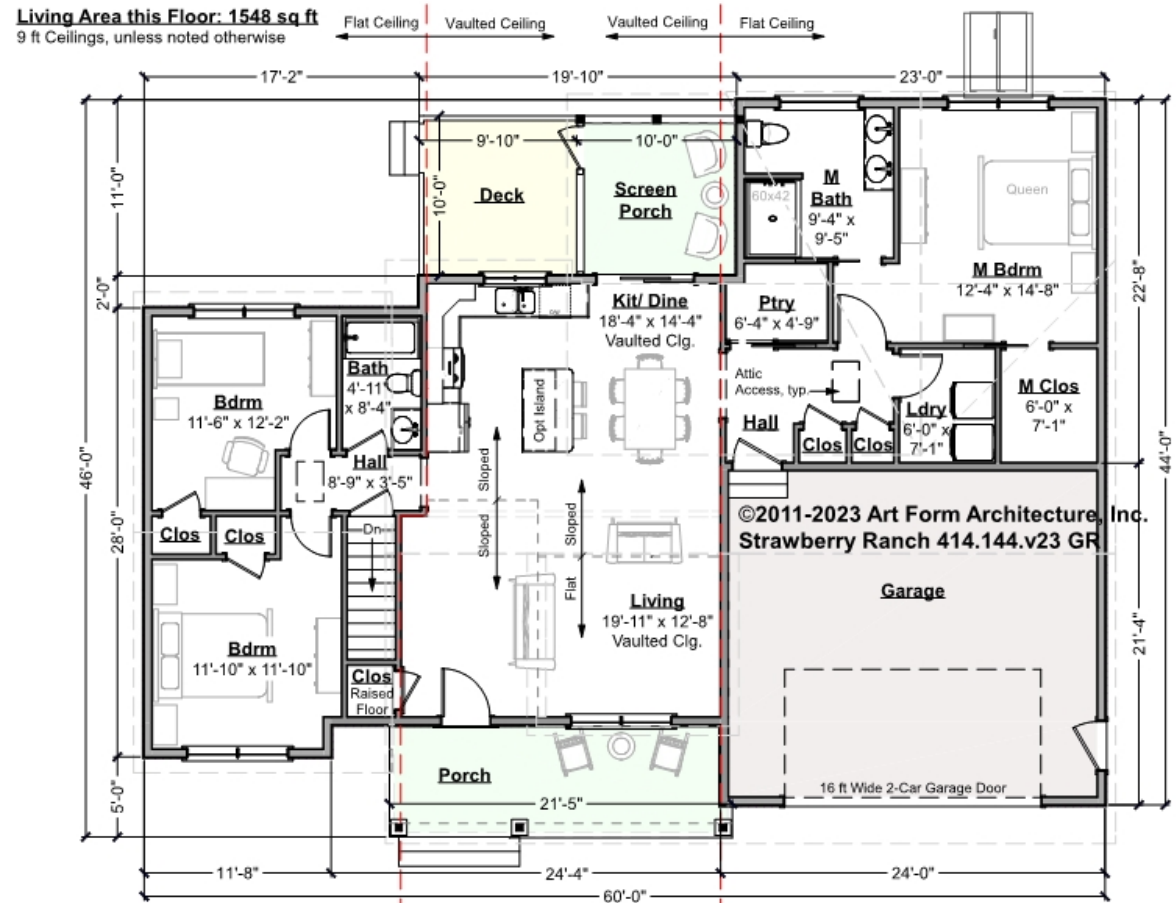 Living Area this Floor: 1548 sq ft
9 ft Ceilings, unless noted otherwise
Flat Ceiling
Vaulted Ceiling
Vaulted Ceiling
Flat Ceiling
17'-2"
19'-10"
23'-0"
9'-10"
10'-0"
11'-0"
10'-0"
Deck
Screen
Porch
60x42
M
Bath
9'-4" x
9'-5"
Queen
M Bdrm
12'-4" x 14'-8"
2'-0"
22'-8"
Kit/ Dine
18'-4" x 14'-4"
Vaulted Clg.
Ptry
6'-4" x 4'-9"
Bath
4'-11"
x 8'-4"
Bdrm
11'-6" x 12'-2"
Opt Island
Attic
Access, typ.
Hall
Clos
Clos
Ldry
6'-0" x
7'-1"
M Clos
6'-0" x
7'-1"
Hall
8'-9" x 3'-5"
Sloped
46'-0"
44'-0"
28'-0"
Clos
Clos
Dn
Sloped
Sloped
Flat
©2011-2023 Art Form Architecture, Inc.
Strawberry Ranch 414.144.v23 GR
Garage
Living
19'-11" x 12'-8"
Vaulted Clg.
21'-4"
Bdrm
11'-10" x 11'-10"
Clos
Raised
Floor
Porch
21'-5"
16 ft Wide 2-Car Garage Door
5'-0"
11'-8"
24'-4"
24'-0"
60'-0"